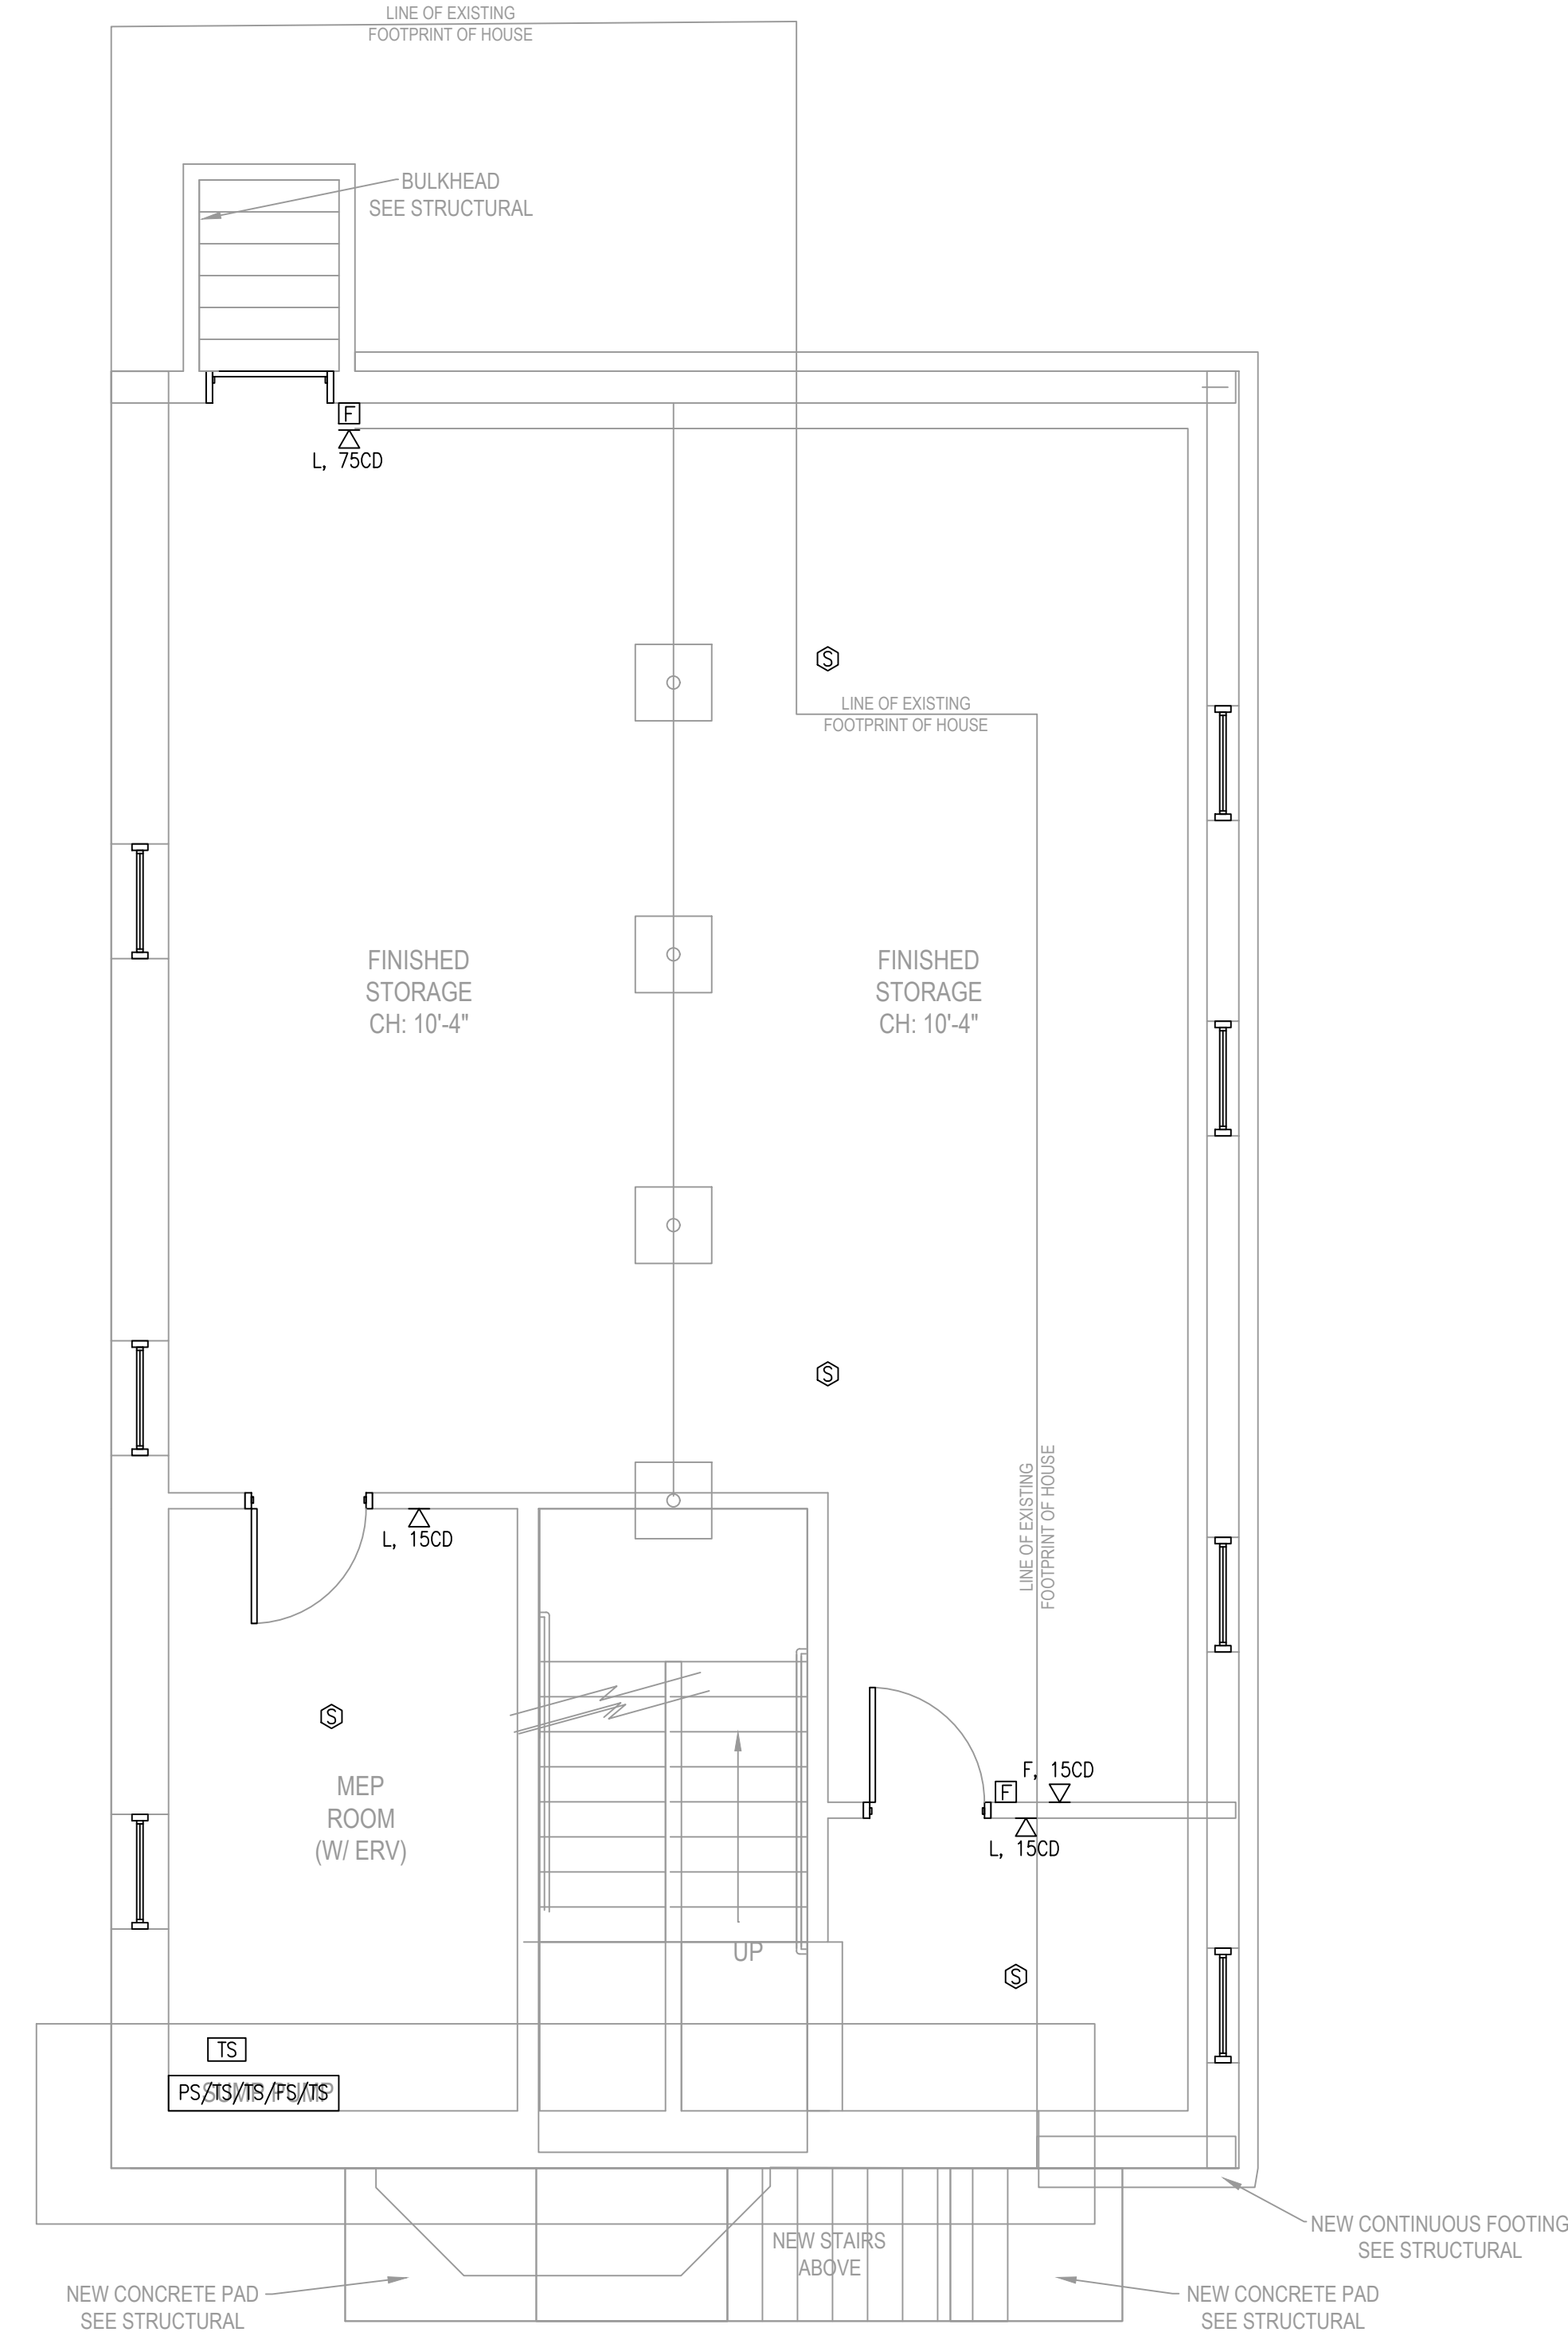 LINE OF EXISTING
FOOTPRINT OF HOUSE
BULKHEAD
SEE STRUCTURAL
F
L, 75CD
S
LINE OF EXISTING
FOOTPRINT OF HOUSE
FINISHED
STORAGE
CH: 10'-4"
FINISHED
STORAGE
CH: 10'-4"
S
LINE OF EXISTING
FOOTPRINT OF HOUSE
L, 15CD
S
MEP
ROOM
(W/ ERV)
F, 15CD
F
L, 15CD
UP
S
TS
PS/TS/TS/FS/TS
SUMP PUMP
NEW STAIRS
ABOVE
NEW CONTINUOUS FOOTING
SEE STRUCTURAL
NEW CONCRETE PAD
SEE STRUCTURAL
NEW CONCRETE PAD
SEE STRUCTURAL